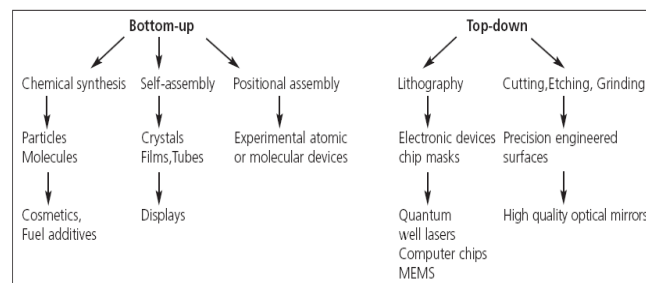 Bottom-up
Top-down
Chemical synthesis
Self-assembly
Positional assembly
Lithography
Cutting,Etching, Grinding
Particles
Molecules
Crystals
Films,Tubes
Experimental atomic
or molecular devices
Electronic devices
chip masks
Precision engineered
surfaces
Cosmetics,
Fuel additives
Displays
Quantum
well lasers
Computer chips
MEMS
High quality optical mirrors